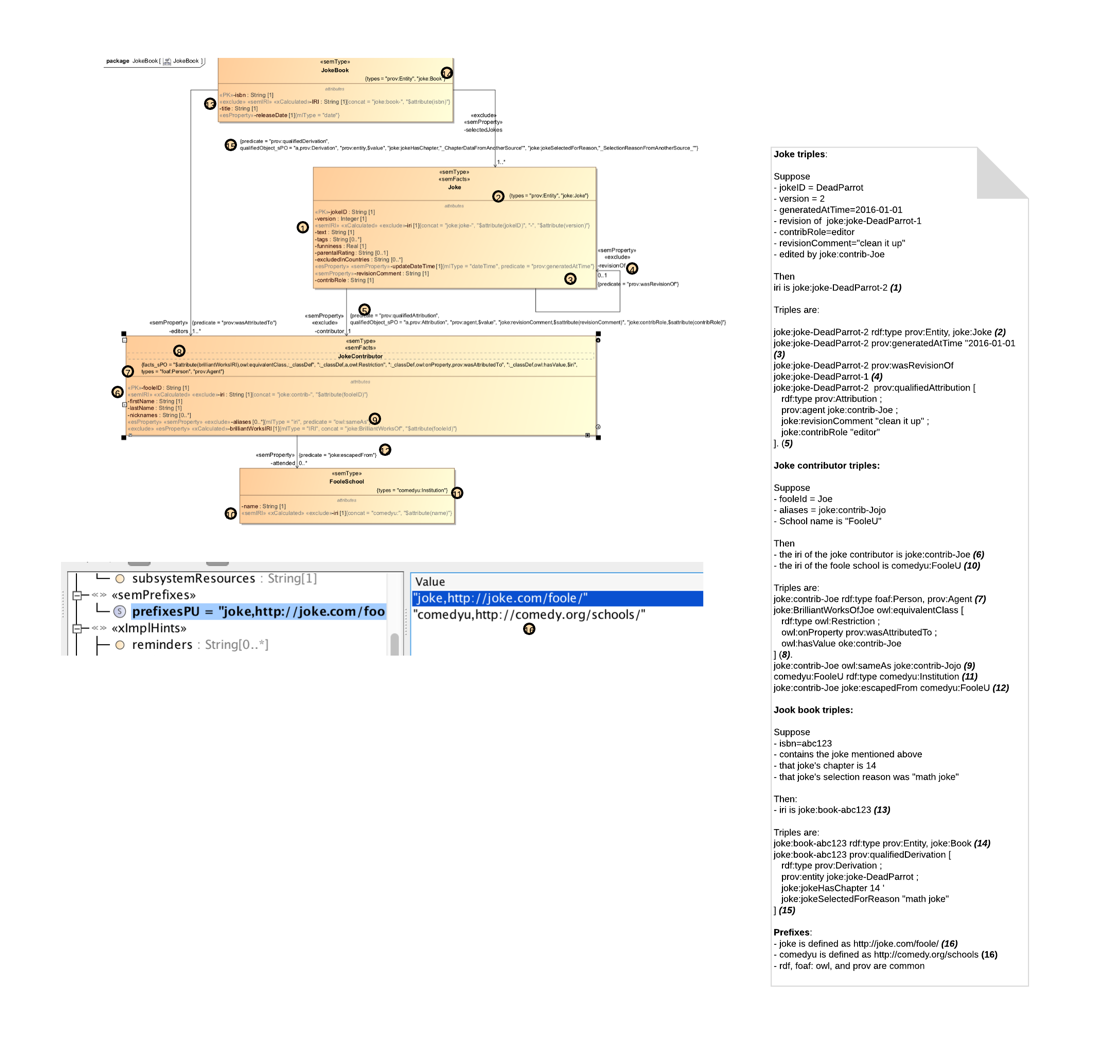 package JokeBook [ JokeBook ]
«semType»
JokeBook
{types = "prov:Entity", "joke:Book"}
14
attributes
«PK»-isbn : String [1]
«exclude» «semIRI» «xCalculated»-IRI : String [1]{concat = "joke:book-", "$attribute(isbn)"}
-title : String [1]
«esProperty»-releaseDate [1]{mlType = "date"}
13
«exclude»
«semProperty»
-selectedJokes
15
{predicate = "prov:qualifiedDerivation",
qualifiedObject_sPO = "a,prov:Derivation", "prov:entity,$value", "joke:jokeHasChapter,"_ChapterDataFromAnotherSource"", "joke:jokeSelectedForReason,"_SelectionReasonFromAnotherSource_""}
1..*
«semType»
«semFacts»
Joke
2
{types = "prov:Entity", "joke:Joke"}
attributes
«PK»-jokeID : String [1]
-version : Integer [1]
«semIRI» «xCalculated» «exclude»-iri [1]{concat = "joke:joke-", "$attribute(jokeID)", "-", "$attribute(version)"}
-text : String [1]
-tags : String [0..*]
-funniness : Real [1]
-parentalRating : String [0..1]
-excludedInCountries : String [0..*]
«esProperty» «semProperty»-updateDateTime [1]{mlType = "dateTime", predicate = "prov:generatedAtTime"}
«semProperty»-revisionComment : String [1]
-contribRole : String [1]
1
3
«semProperty»
«exclude»
-revisionOf
4
0..1
{predicate = "prov:wasRevisionOf"}
5
«semProperty»
«exclude»
-contributor
1
{predicate = "prov:qualifiedAttribution",
qualifiedObject_sPO = "a,prov:Attribution", "prov:agent,$value", "joke:revisionComment,$sattribute(revisionComment)", "joke:contribRole,$sattribute(contribRole)"}
«semProperty»
-editors
{predicate = "prov:wasAttributedTo"}
1..*
«semType»
«semFacts»
JokeContributor
8
{facts_sPO = "$attribute(brilliantWorksIRI),owl:equivalentClass,:_classDef", ":_classDef,a,owl:Restriction", ":_classDef,owl:onProperty,prov:wasAttributedTo", ":_classDef,owl:hasValue,$iri",
types = "foaf:Person", "prov:Agent"}
7
attributes
«PK»-fooleID : String [1]
«semIRI» «xCalculated» «exclude»-iri : String [1]{concat = "joke:contrib-", "$attribute(fooleID)"}
-firstName : String [1]
-lastName : String [1]
-nicknames : String [0..*]
«esProperty» «semProperty» «exclude»-aliases [0..*]{mlType = "iri", predicate = "owl:sameAs"}
«exclude» «esProperty» «xCalculated»-brilliantWorksIRI [1]{mlType = "IRI", concat = "joke:BrilliantWorksOf", "$attribute(fooleId)"}
6
9
«semProperty»
-attended
{predicate = "joke:escapedFrom"}
0..*
12
«semType»
FooleSchool
{types = "comedyu:Institution"}
11
attributes
-name : String [1]
«semIRI» «xCalculated» «exclude»-iri [1]{concat = "comedyu:", "$attribute(name)"}
10
subsystemResources : String[1]
«semPrefixes»
prefixesPU = "joke,http://joke.com/foo
«xImplHints»
reminders : String[0..*]
Value
"joke,http://joke.com/foole/"
"comedyu,http://comedy.org/schools/"
16
Joke triples:
Suppose
- jokeID = DeadParrot
- version = 2
- generatedAtTime=2016-01-01
- revision of  joke:joke-DeadParrot-1
- contribRole=editor
- revisionComment="clean it up"
- edited by joke:contrib-Joe
Then
iri is joke:joke-DeadParrot-2 (1)
Triples are:
joke:joke-DeadParrot-2 rdf:type prov:Entity, joke:Joke (2)
joke:joke-DeadParrot-2 prov:generatedAtTime "2016-01-01
(3)
joke:joke-DeadParrot-2 prov:wasRevisionOf
joke:joke-DeadParrot-1 (4)
joke:joke-DeadParrot-2  prov:qualifiedAttribution [
rdf:type prov:Attribution ;
prov:agent joke:contrib-Joe ;
joke:revisionComment "clean it up" ;
joke:contribRole "editor"
]. (5)
Joke contributor triples:
Suppose
- fooleId = Joe
- aliases = joke:contrib-Jojo
- School name is "FooleU"
Then
- the iri of the joke contributor is joke:contrib-Joe (6)
- the iri of the foole school is comedyu:FooleU (10)
Triples are:
joke:contrib-Joe rdf:type foaf:Person, prov:Agent (7)
joke:BrilliantWorksOfJoe owl:equivalentClass [
rdf:type owl:Restriction ;
owl:onProperty prov:wasAttributedTo ;
owl:hasValue oke:contrib-Joe
] (8).
joke:contrib-Joe owl:sameAs joke:contrib-Jojo (9)
comedyu:FooleU rdf:type comedyu:Institution (11)
joke:contrib-Joe joke:escapedFrom comedyu:FooleU (12)
Jook book triples:
Suppose
- isbn=abc123
- contains the joke mentioned above
- that joke's chapter is 14
- that joke's selection reason was "math joke"
Then:
- iri is joke:book-abc123 (13)
Triples are:
joke:book-abc123 rdf:type prov:Entity, joke:Book (14)
joke:book-abc123 prov:qualifiedDerivation [
rdf:type prov:Derivation ;
prov:entity joke:joke-DeadParrot ;
joke:jokeHasChapter 14 '
joke:jokeSelectedForReason "math joke"
] (15)
Prefixes:
- joke is defined as http://joke.com/foole/ (16)
- comedyu is defined as http://comedy.org/schools (16)
- rdf, foaf: owl, and prov are common